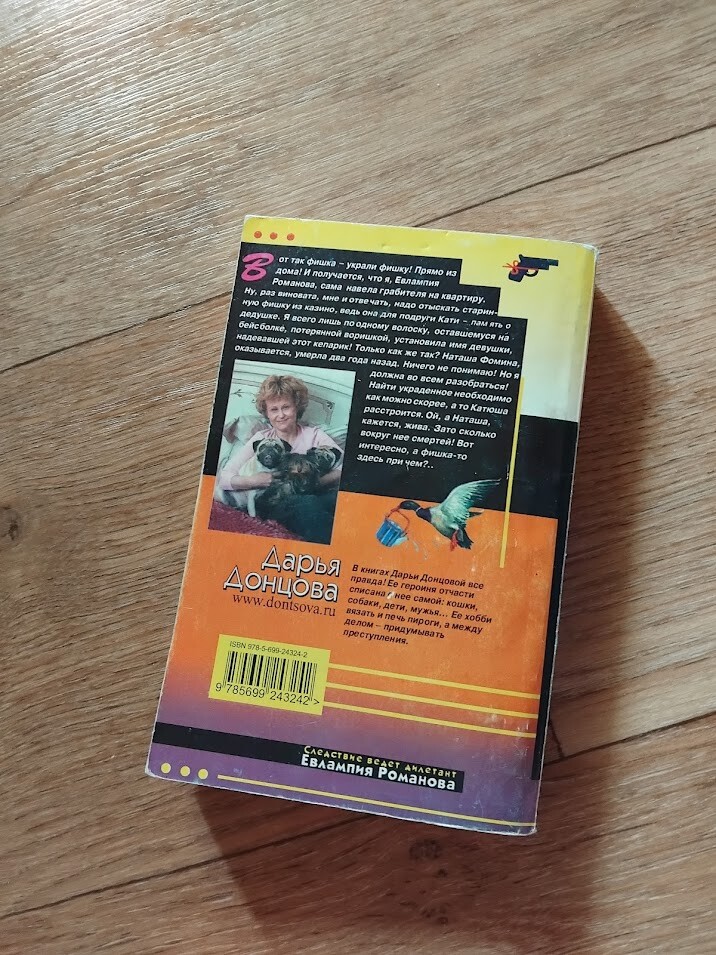 Вот так фишка – украли фишку! Прямо из
дома! И получается, что я, Евлампия
Романова, сама навела грабителя на квартиру.
Ну, раз виновата, мне и отвечать, надо отыскать старин-
ную фишку из казино, ведь она для подруги Кати – память о
дедушке. Я всего лишь по одному волоску, оставшемуся на
бейсболке, потерянной воришкой, установила имя девушки,
надевавшей этот кепарик! Только как же так? Наташа Фомина,
оказывается, умерла два года назад. Ничего не понимаю! Но я
должна во всем разобраться!
Найти украденное необходимо
как можно скорее, а то Катюша
расстроится. Ой, а Наташа,
кажется, жива. Зато сколько
вокруг нее смертей! Вот
интересно, а фишка-то
здесь при чем?..
Дарья
Донцова
www.dontsova.ru
В книгах Дарьи Донцовой все
правда! Ее героиня отчасти
списана с нее самой: кошки,
собаки, дети, мужья... Ее хобби
вязать и печь пироги, а между
делом – придумывать
преступления.
ISBN 978-5-699-24324-2
9 785699 243242 >
Следствие ведет дилетант
Евлампия Романова